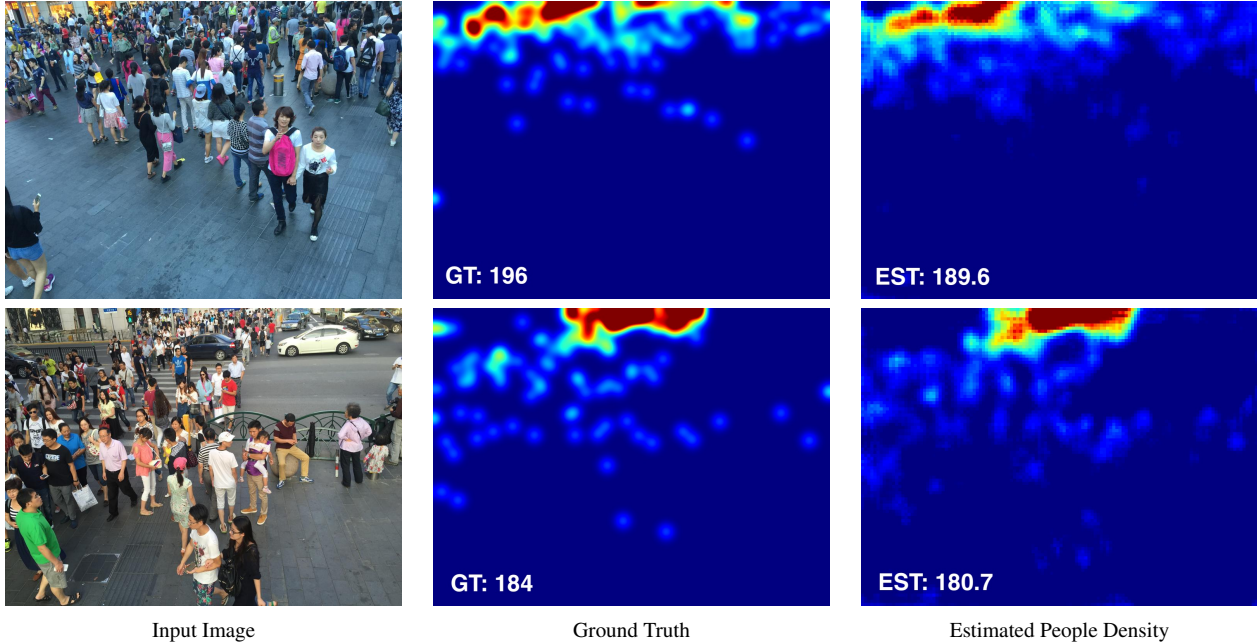 GT: 196
EST: 189.6
GT: 184
EST: 180.7
Input Image
Ground Truth
Estimated People Density